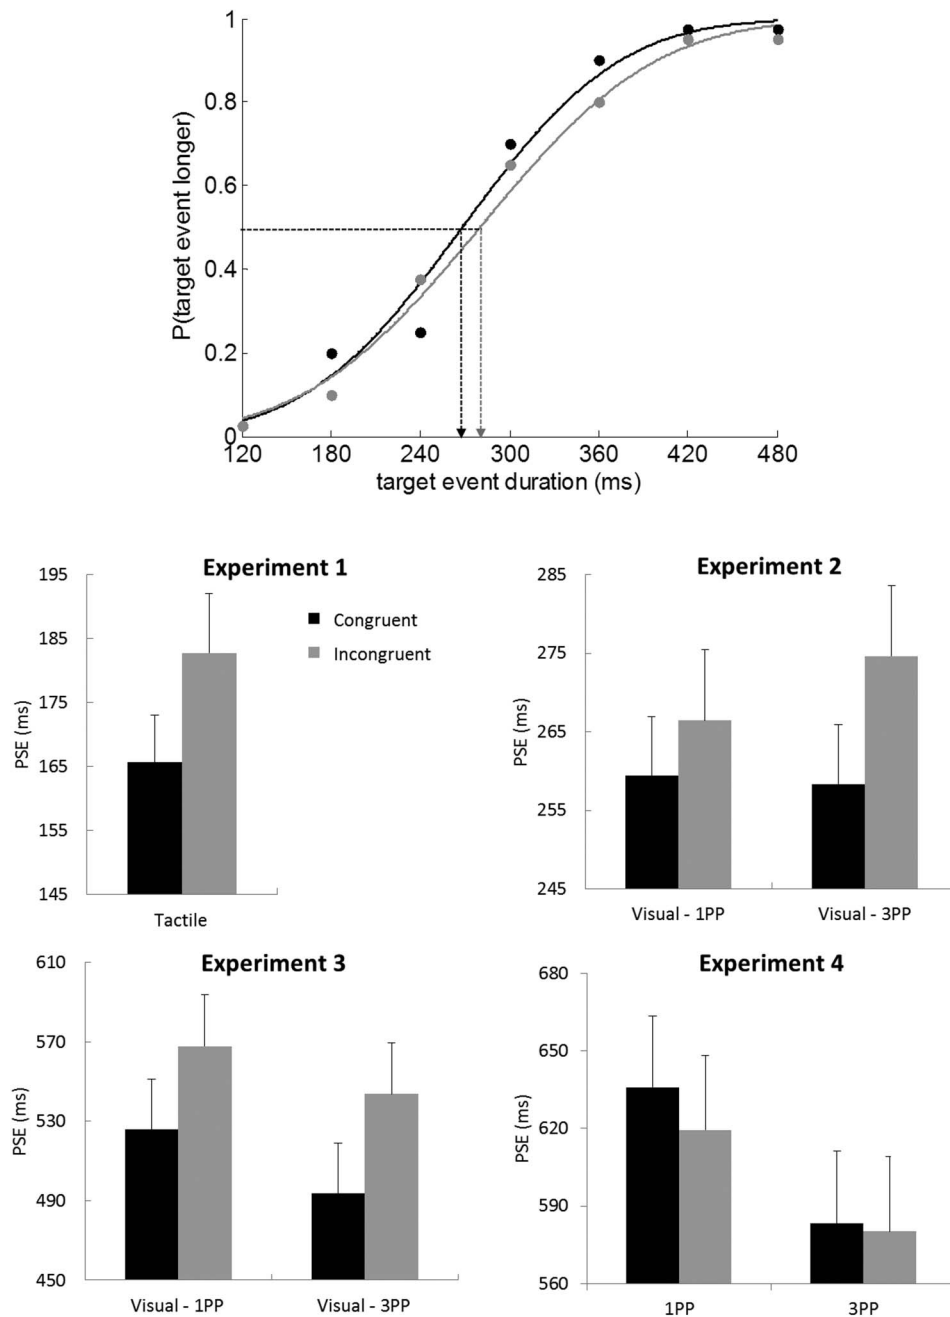 1
0.8
0.6
0.4
0.2
0
P(target event longer)
120 180 240 300 360 420 480
target event duration (ms)
Experiment 1
195
185
175
165
155
145
PSE (ms)
Congruent
Incongruent
Tactile
Experiment 2
285
275
265
255
245
PSE (ms)
Visual - 1PP Visual - 3PP
Experiment 3
610
570
530
490
450
PSE (ms)
Visual - 1PP Visual - 3PP
Experiment 4
680
650
620
590
560
PSE (ms)
1PP 3PP